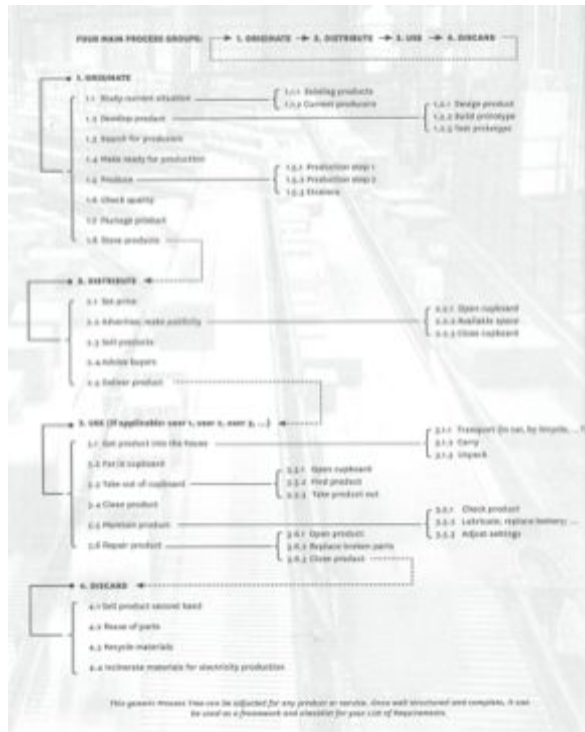 FOUR MAIN PROCESS GROUPS: 1. ORIGINATE 2. DISTRIBUTE 3. USE 4. DISCARD
1. ORIGINATE
1.1 Study current situation
1.1.1 Existing products
1.1.2 Current producers
1.2 Develop product
1.2.1 Design product
1.2.2 Build prototype
1.2.3 Test prototype
1.3 Search for producers
1.4 Make ready for production
1.5 Produce
1.5.1 Production step 1
1.5.2 Production step 2
1.5.3 Etcetera
1.6 Check quality
1.7 Package product
1.8 Store products
2. DISTRIBUTE
2.1 Set price
2.2 Advertise, make publicity
2.2.1 Open cupboard
2.2.2 Available space
2.2.3 Close cupboard
2.3 Sell products
2.4 Advise buyers
2.5 Deliver product
3. USE (if applicable: user 1, user 2, user 3, ...)
3.1 Get product into the house
3.1.1 Transport (in car, by bicycle, ...
3.1.2 Carry
3.1.3 Unpack
3.2 Put in cupboard
3.3 Take out of cupboard
3.3.1 Open cupboard
3.3.2 Find product
3.3.3 Take product out
3.4 Clean product
3.5 Maintain product
3.5.1 Check product
3.5.2 Lubricate, replace battery, ...
3.5.3 Adjust settings
3.6 Repair product
3.6.1 Open product
3.6.2 Replace broken parts
3.6.3 Close product
4. DISCARD
4.1 Sell product second hand
4.2 Reuse of parts
4.3 Recycle materials
4.4 Incinerate materials for electricity production
This generic Process Tree can be adjusted for any product or service. Once well structured and complete, it can
be used as a framework and checklist for your List of Requirements.